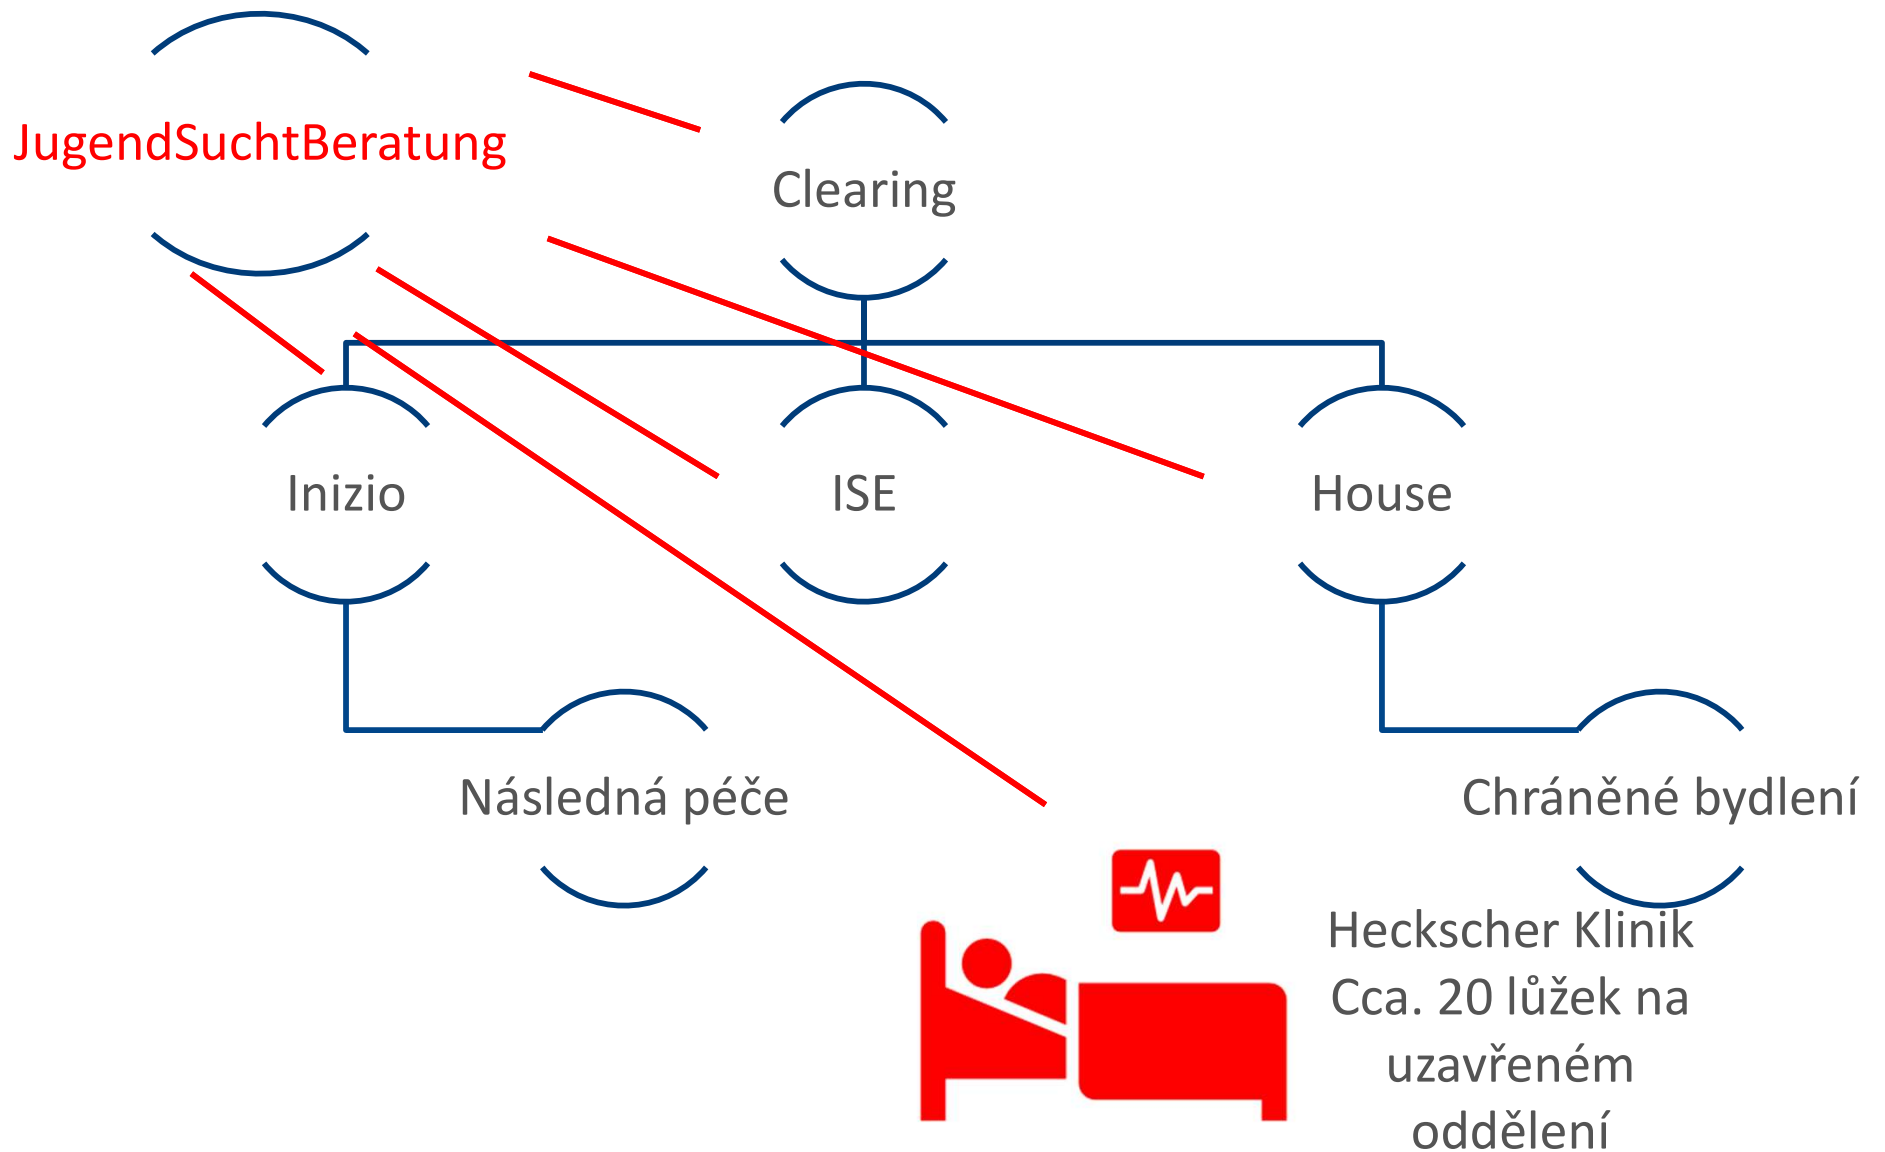 JugendSuchtBeratung
Clearing
Inizio
ISE
House
Následná péče
Chráněné bydlení
Heckscher Klinik
Cca. 20 lůžek na
uzavřeném
oddělení